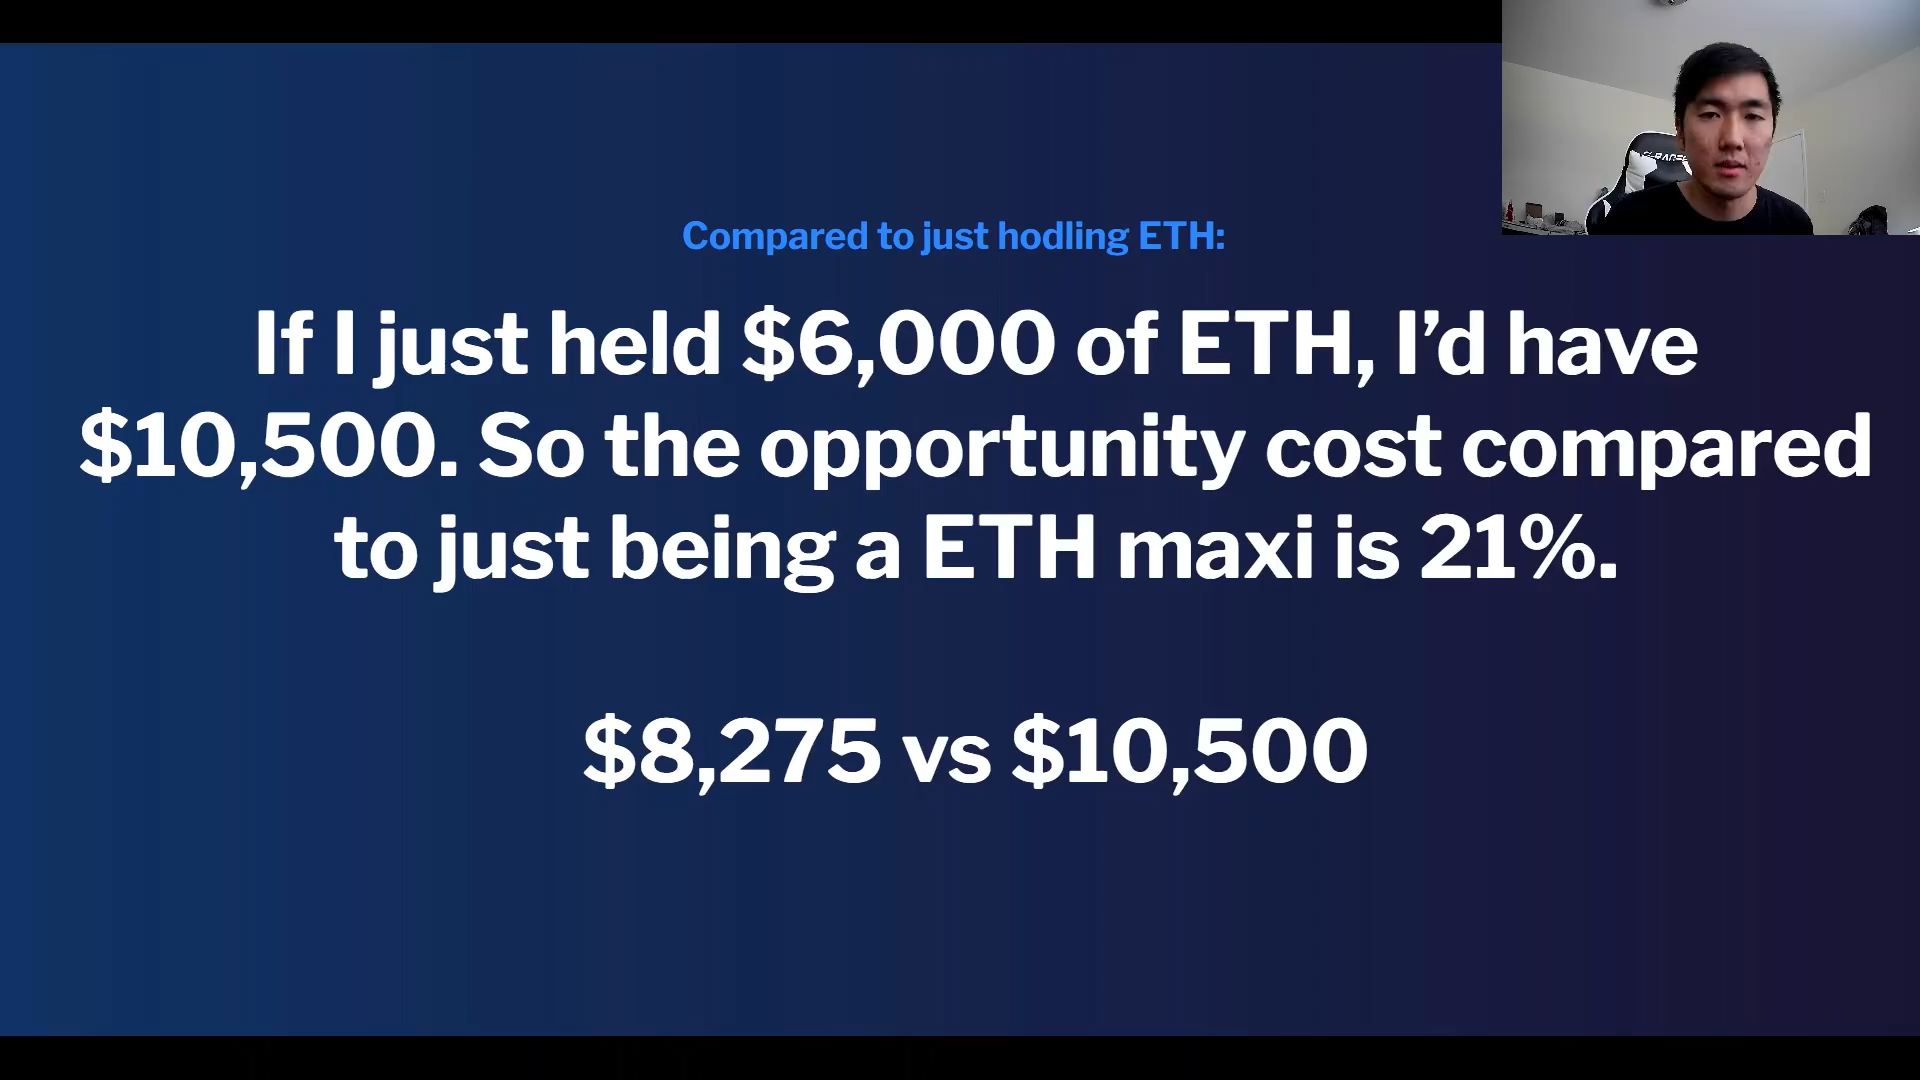 Compared to just hodling ETH:
If I just held $6,000 of ETH, I’d have
$10,500. So the opportunity cost compared
to just being a ETH maxi is 21%.
$8,275 vs $10,500